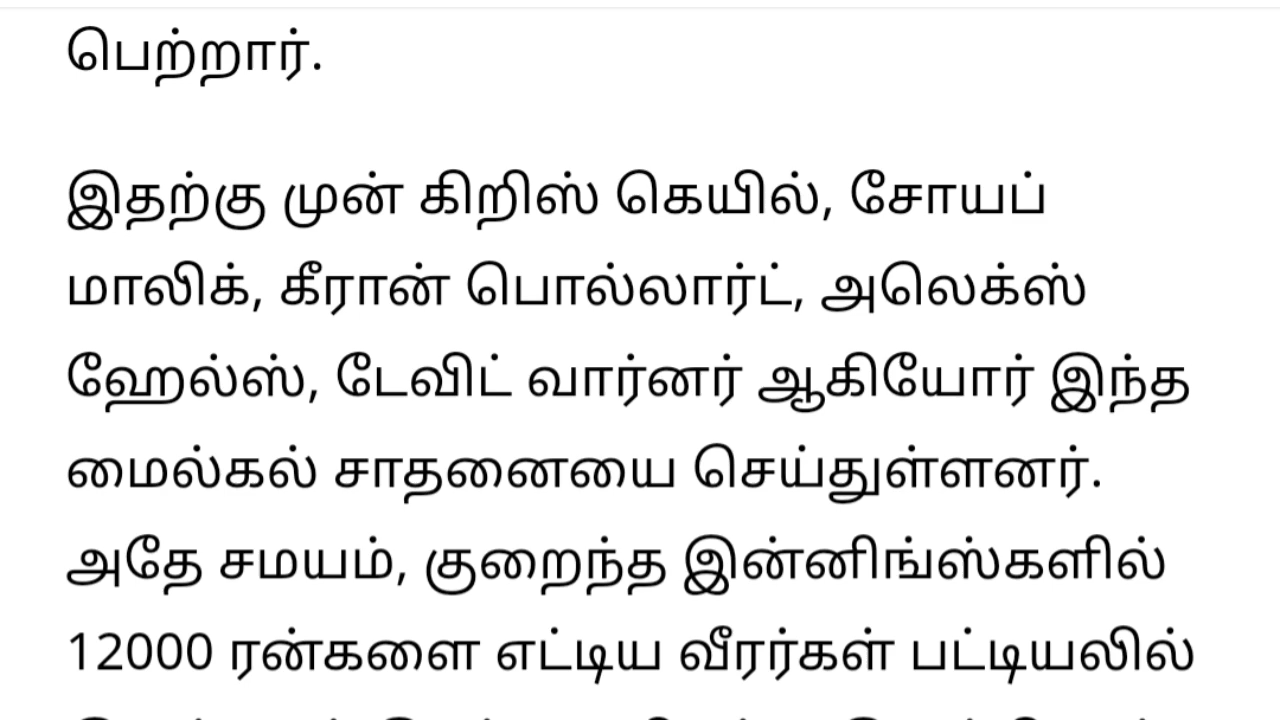 பெற்றார்.
இதற்கு முன் கிறிஸ் கெயில், சோயப்
மாலிக், கீரான் பொல்லார்ட், அலெக்ஸ்
ஹேல்ஸ், டேவிட் வார்னர் ஆகியோர் இந்த
மைல்கல் சாதனையை செய்துள்ளனர்.
அதே சமயம், குறைந்த இன்னிங்ஸ்களில்
12000 ரன்களை எட்டிய வீரர்கள் பட்டியலில்